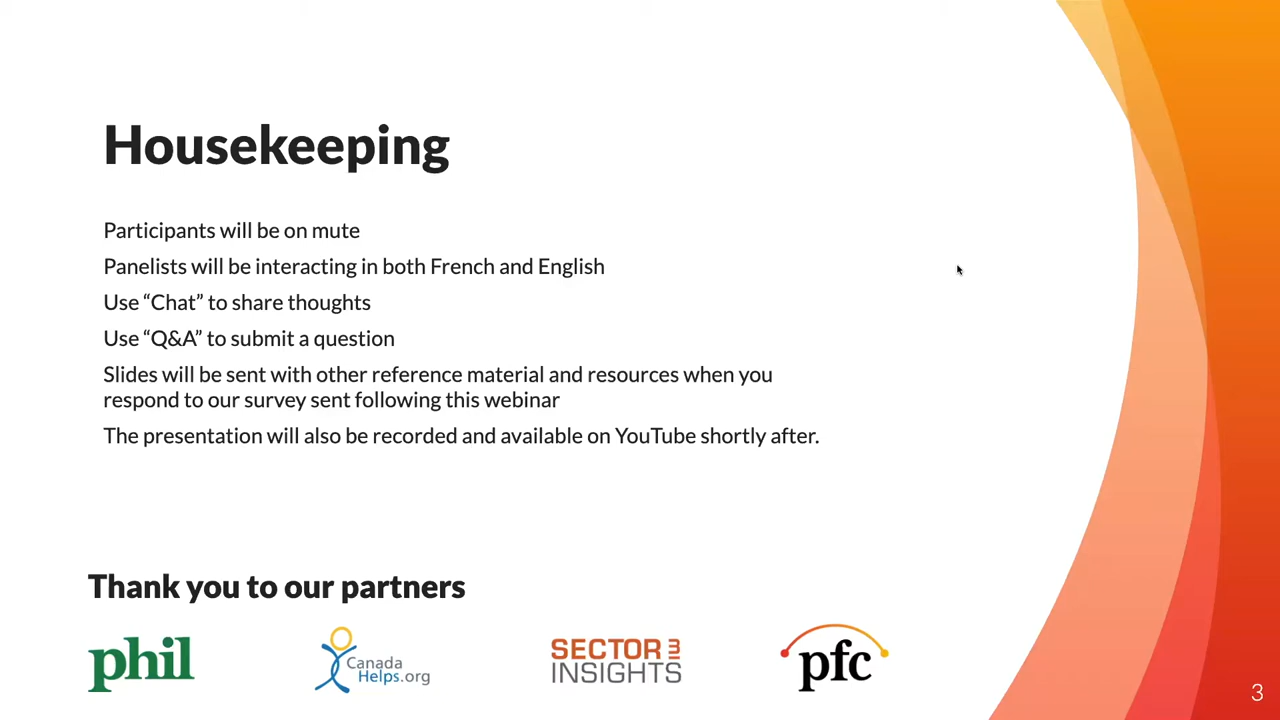 Housekeeping
Participants will be on mute
Panelists will be interacting in both French and English
Use “Chat” to share thoughts
Use “Q&A” to submit a question
Slides will be sent with other reference material and resources when you
respond to our survey sent following this webinar
The presentation will also be recorded and available on YouTube shortly after.
Thank you to our partners
phil
Canada
Helps.org
SECTOR 3
INSIGHTS
pfc
3